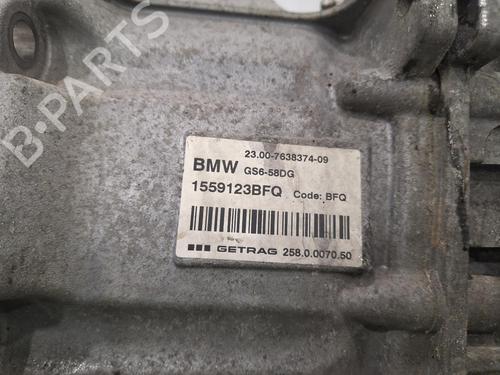 B-PARTS
23.00-7638374-09
BMW GS6-58DG
1559123BFQ Code: BFQ
GETRAG 258.0.0070.50